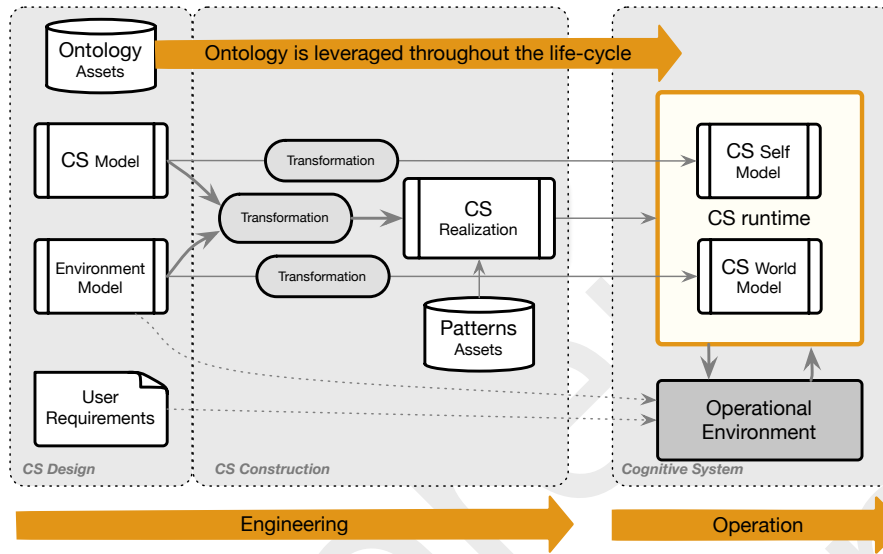 Ontology
Assets
Ontology is leveraged throughout the life-cycle
CS Model
Transformation
CS Self
Model
Transformation
CS
Realization
CS runtime
Environment
Model
Transformation
CS World
Model
Patterns
Assets
User
Requirements
Operational
Environment
CS Design
CS Construction
Cognitive System
Engineering
Operation